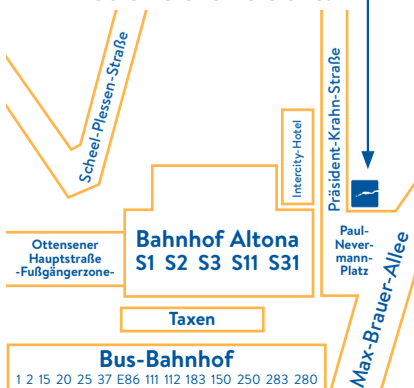 Scheel-Plessen-Straße
Intercity-Hotel
Präsident-Krahn-Straße
Ottensener
Hauptstraße
-Fußgängerzone-
Bahnhof Altona
S1 S2 S3 S11 S31
Paul-
Never-
mann-
Platz
Max-Brauer-Allee
Taxen
Bus-Bahnhof
1 2 15 20 25 37 E86 111 112 183 150 250 283 280